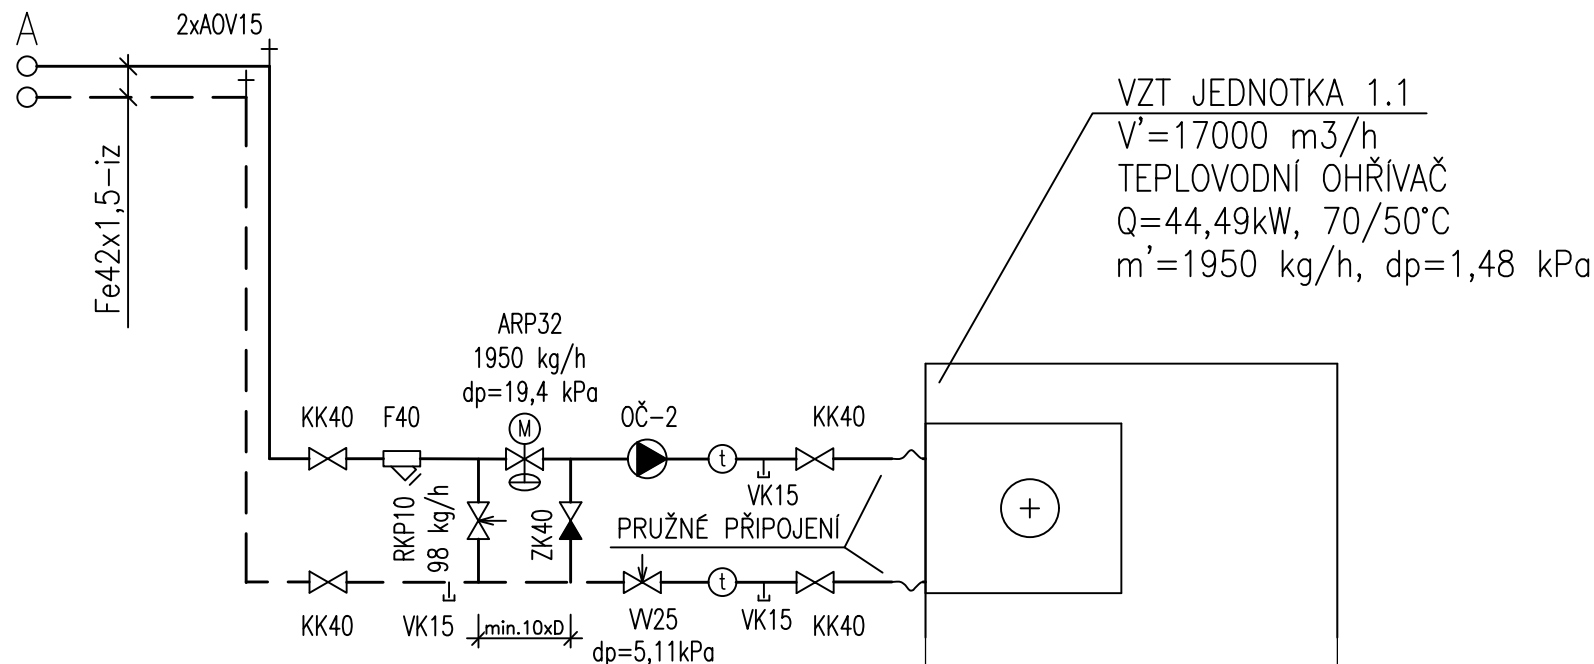 A
2xAOV15
Fe42x1,5-iz
VZT JEDNOTKA 1.1
V'=17000 m3/h
TEPLOVODNÍ OHŘÍVAČ
Q=44,49kW, 70/50°C
m'=1950 kg/h, dp=1,48 kPa
ARP32
1950 kg/h
dp=19,4 kPa
KK40
F40
M
OČ-2
KK40
t
VK15
RKP10
98 kg/h
ZK40
PRUŽNÉ PŘIPOJENÍ
t
KK40
VK15
min.10xD
VV25
dp=5,11kPa
VK15
KK40